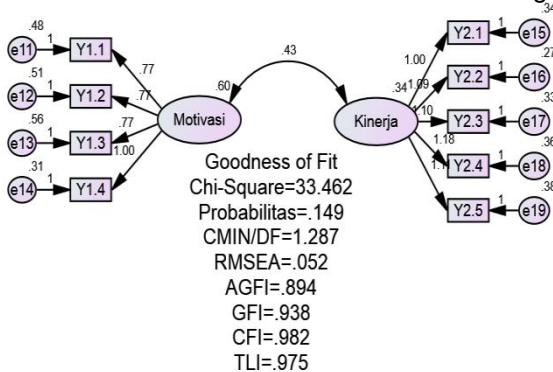 .48
e11 1 Y1.1
.51
e12 1 Y1.2
.56
e13 1 Y1.3
.31
e14 1 Y1.4
.77
.77
.77
1.00
.60
Motivasi
.43
.34
Kinerja
1.00
1.09
1.10
1.18
Y2.1 1 e15
.27
Y2.2 1 e16
.33
Y2.3 1 e17
.36
Y2.4 1 e18
.38
Y2.5 1 e19
Goodness of Fit
Chi-Square=33.462
Probabilitas=.149
CMIN/DF=1.287
RMSEA=.052
AGFI=.894
GFI=.938
CFI=.982
TLI=.975